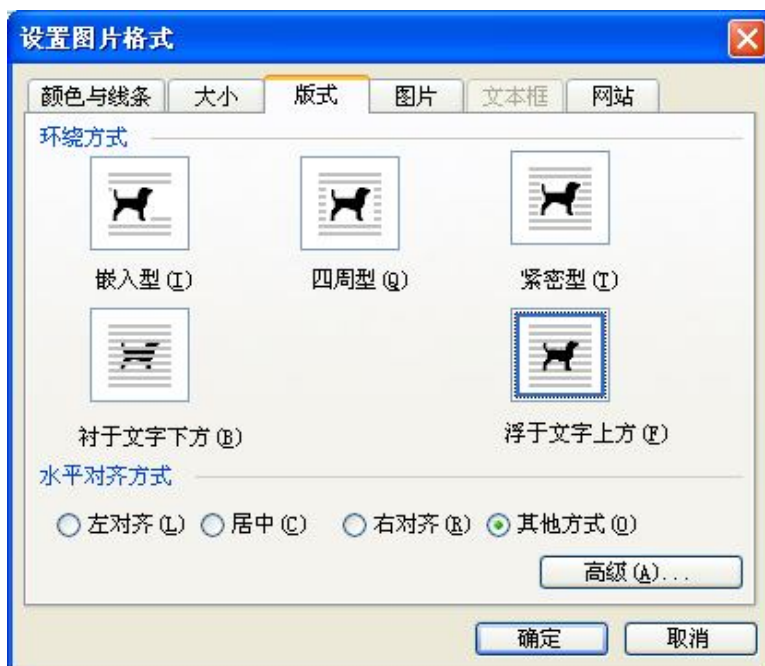 设置图片格式
颜色与线条 大小 版式 图片 文本框 网站
环绕方式
嵌入型(I) 四周型(Q) 紧密型(T)
衬于文字下方(B) 浮于文字上方(F)
水平对齐方式
左对齐(L) 居中(C) 右对齐(R) 其他方式(O)
高级(A)...
确定 取消